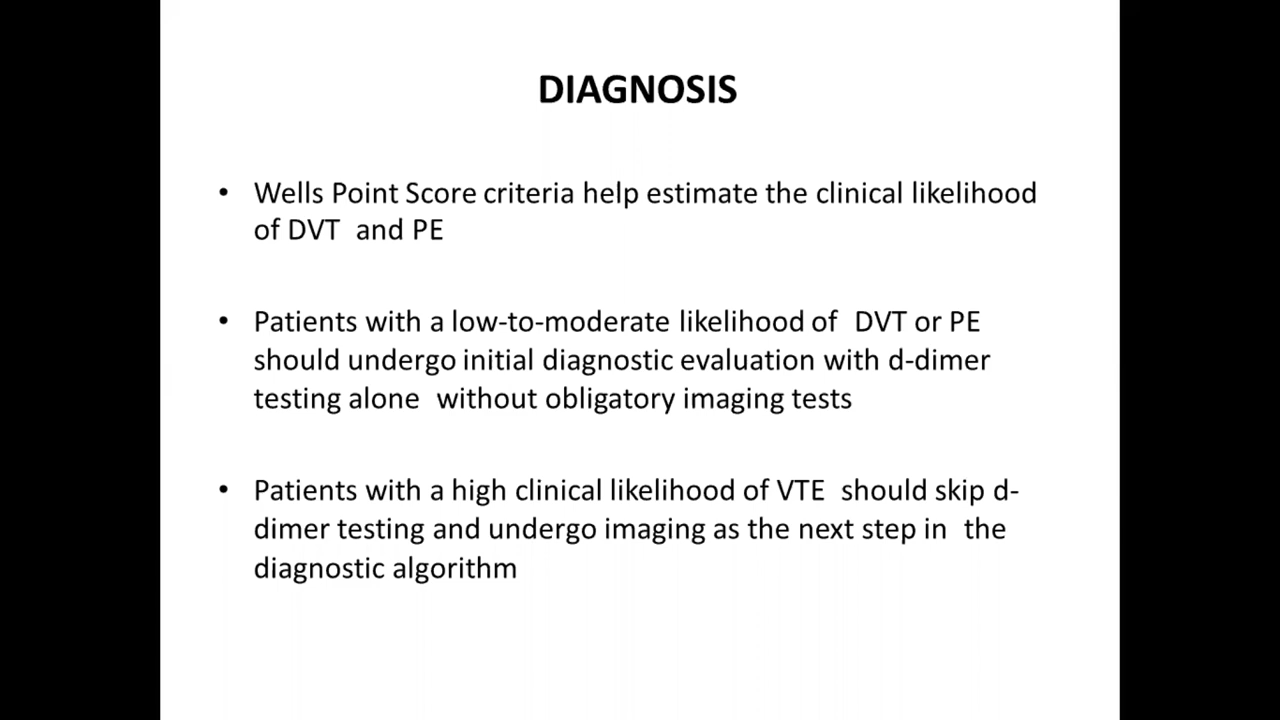 DIAGNOSIS
• Wells Point Score criteria help estimate the clinical likelihood
of DVT and PE
• Patients with a low-to-moderate likelihood of DVT or PE
should undergo initial diagnostic evaluation with d-dimer
testing alone without obligatory imaging tests
• Patients with a high clinical likelihood of VTE should skip d-
dimer testing and undergo imaging as the next step in the
diagnostic algorithm